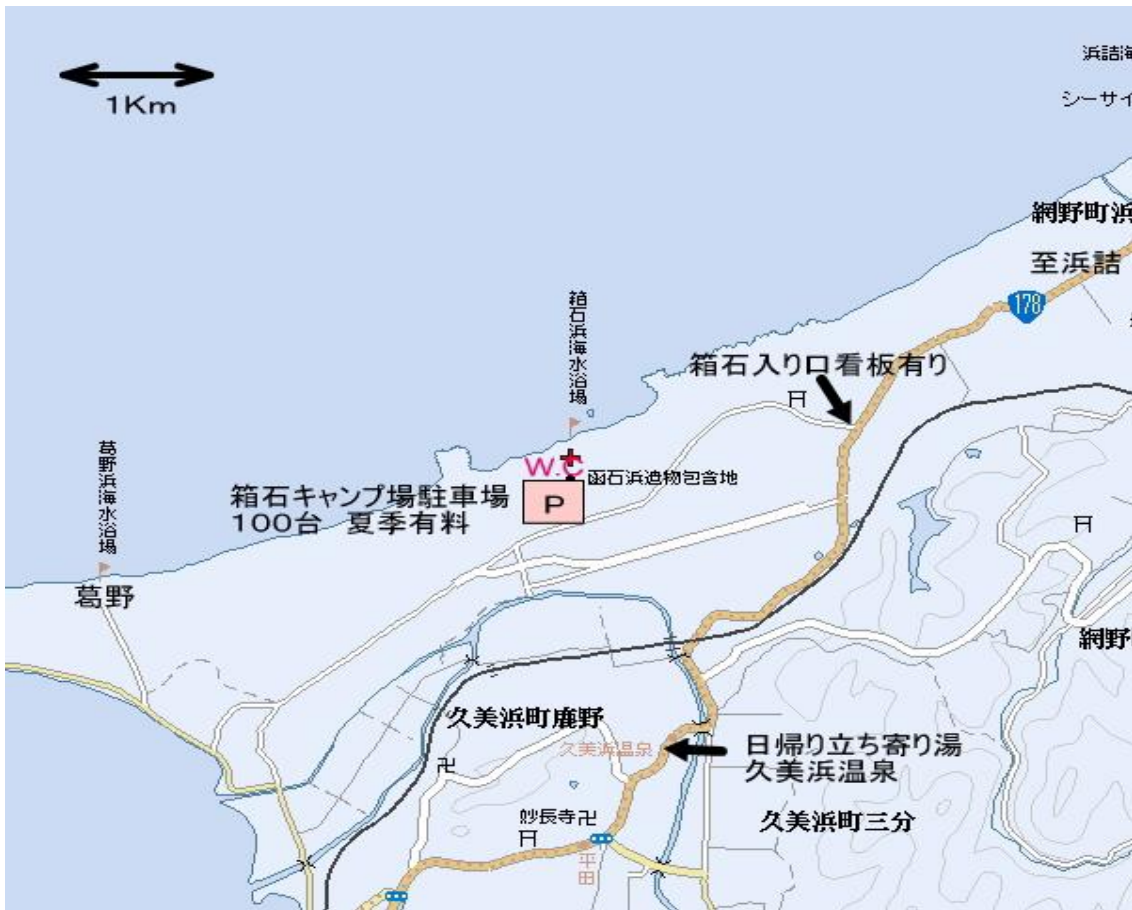 1Km
浜詰海
シーサイ
網野町浜
至浜詰
178
箱石浜海水浴場
箱石入り口看板有り
葛野浜海水浴場
W.C
函石浜遺物包含地
箱石キャンプ場駐車場
100台 夏季有料
P
葛野
網野
久美浜町鹿野
久美浜温泉
日帰り立ち寄り湯
久美浜温泉
妙長寺
久美浜町三分
平田